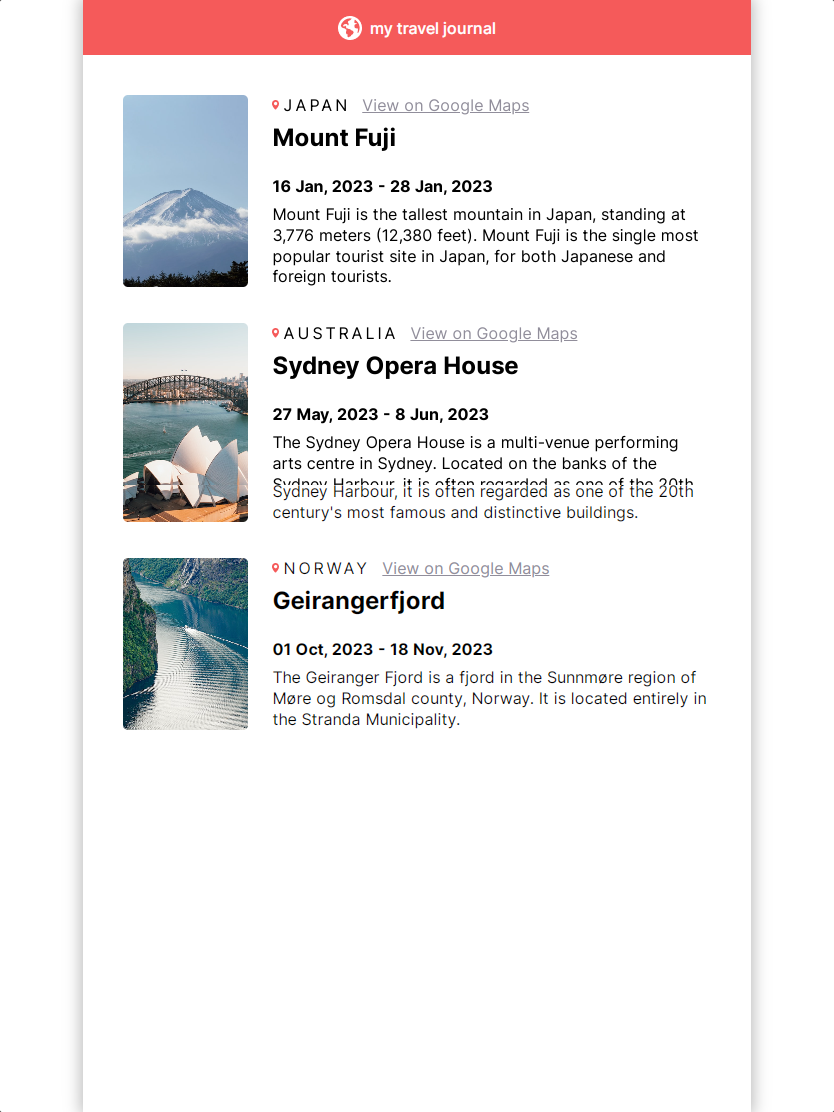 my travel journal
JAPAN View on Google Maps
Mount Fuji
16 Jan, 2023 - 28 Jan, 2023
Mount Fuji is the tallest mountain in Japan, standing at
3,776 meters (12,380 feet). Mount Fuji is the single most
popular tourist site in Japan, for both Japanese and
foreign tourists.
AUSTRALIA View on Google Maps
Sydney Opera House
27 May, 2023 - 8 Jun, 2023
The Sydney Opera House is a multi-venue performing
arts centre in Sydney. Located on the banks of the
Sydney Harbour, it is often regarded as one of the 20th
Sydney Harbour, it is often regarded as one of the 20th
century's most famous and distinctive buildings.
NORWAY View on Google Maps
Geirangerfjord
01 Oct, 2023 - 18 Nov, 2023
The Geiranger Fjord is a fjord in the Sunnmøre region of
Møre og Romsdal county, Norway. It is located entirely in
the Stranda Municipality.